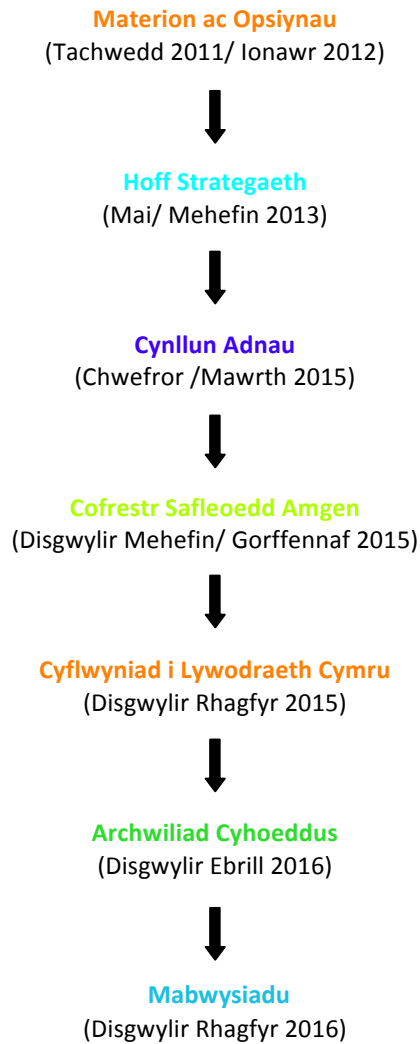 Materion ac Opsiynau
(Tachwedd 2011/ Ionawr 2012)
Hoff Strategaeth
(Mai/ Mehefin 2013)
Cynllun Adnau
(Chwefror /Mawrth 2015)
Cofrestr Safleoedd Amgen
(Disgwylir Mehefin/ Gorffennaf 2015)
Cyflwyniad i Lywodraeth Cymru
(Disgwylir Rhagfyr 2015)
Archwiliad Cyhoeddus
(Disgwylir Ebrill 2016)
Mabwysiadu
(Disgwylir Rhagfyr 2016)